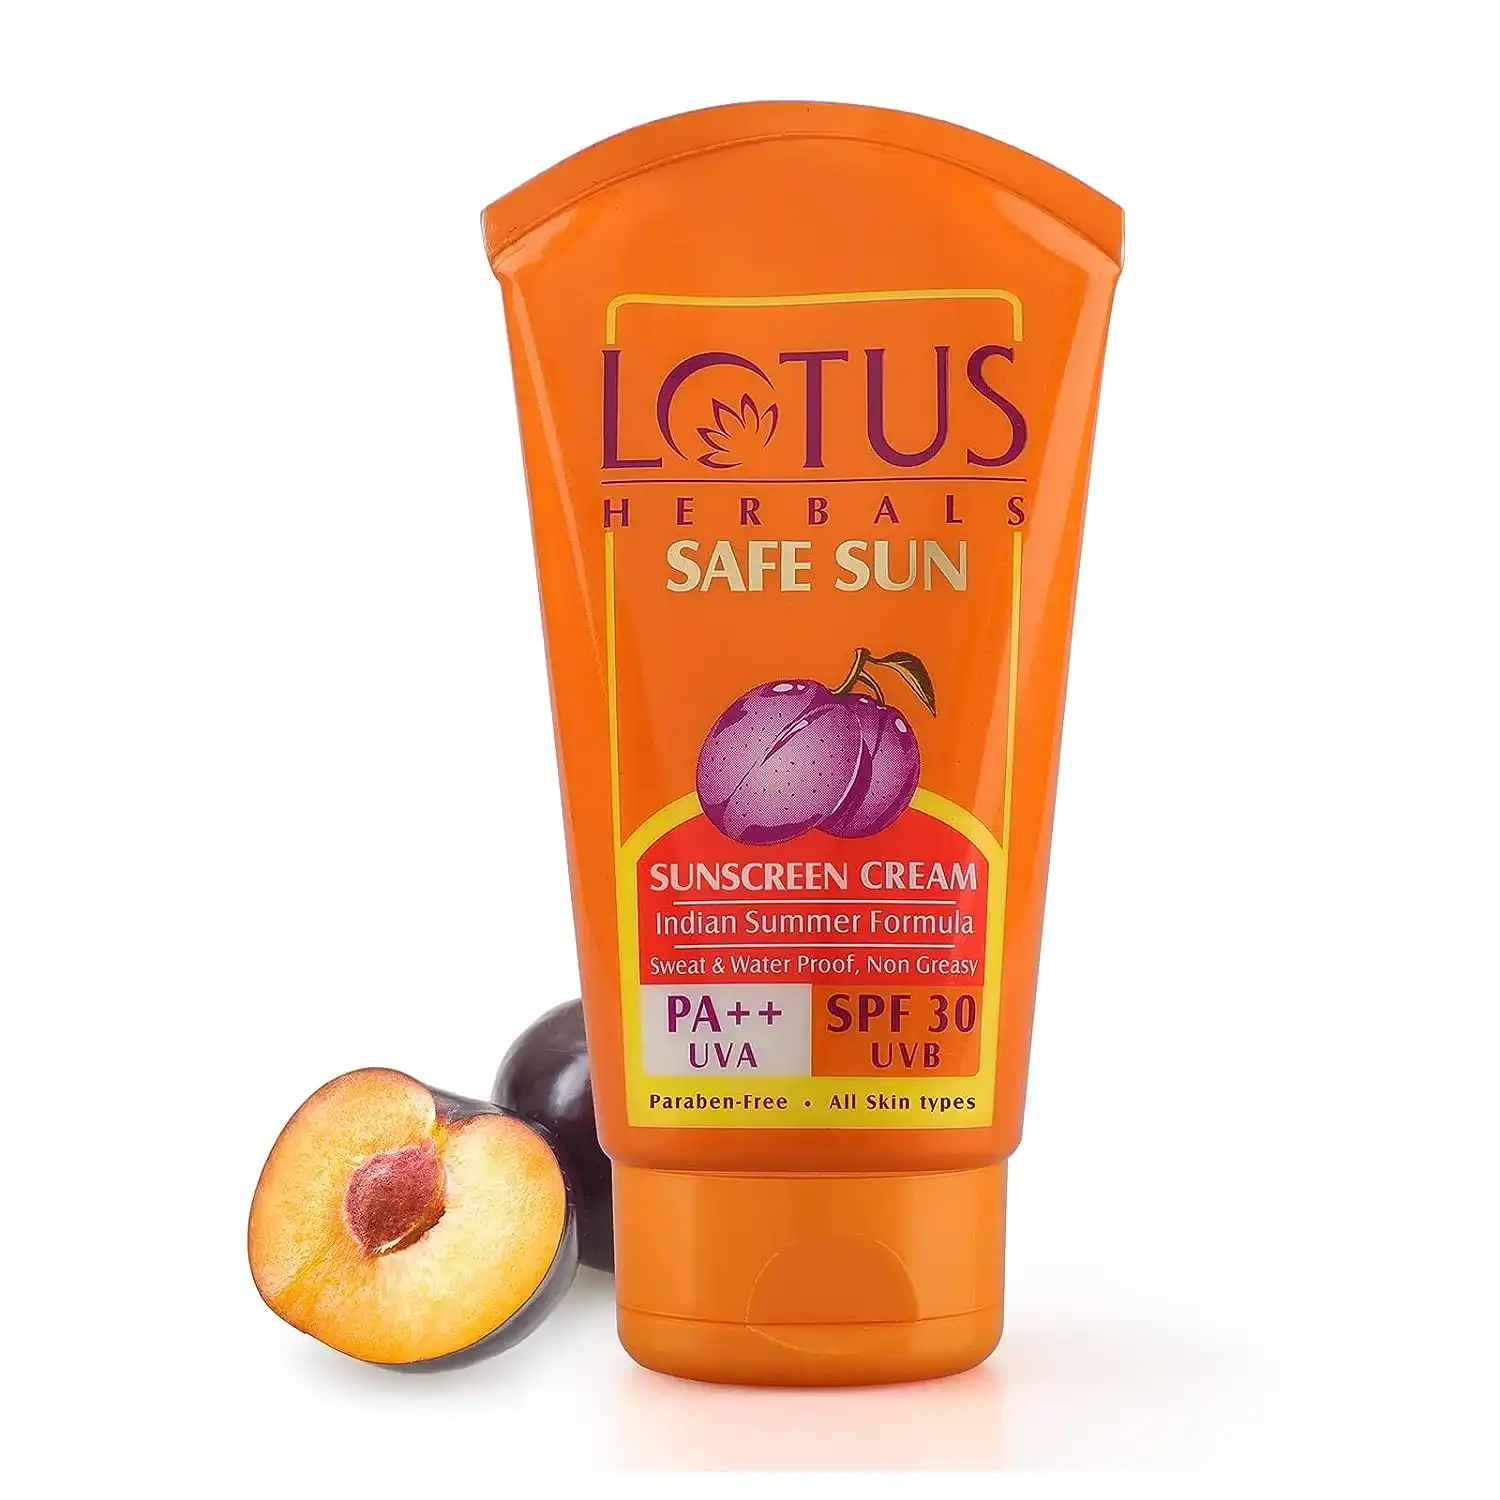 LOTUS
HERBALS
SAFE SUN
SUNSCREEN CREAM
Indian Summer Formula
Sweat & Water Proof, Non Greasy
PA++ SPF 30
UVA UVB
Paraben-Free • All Skin types